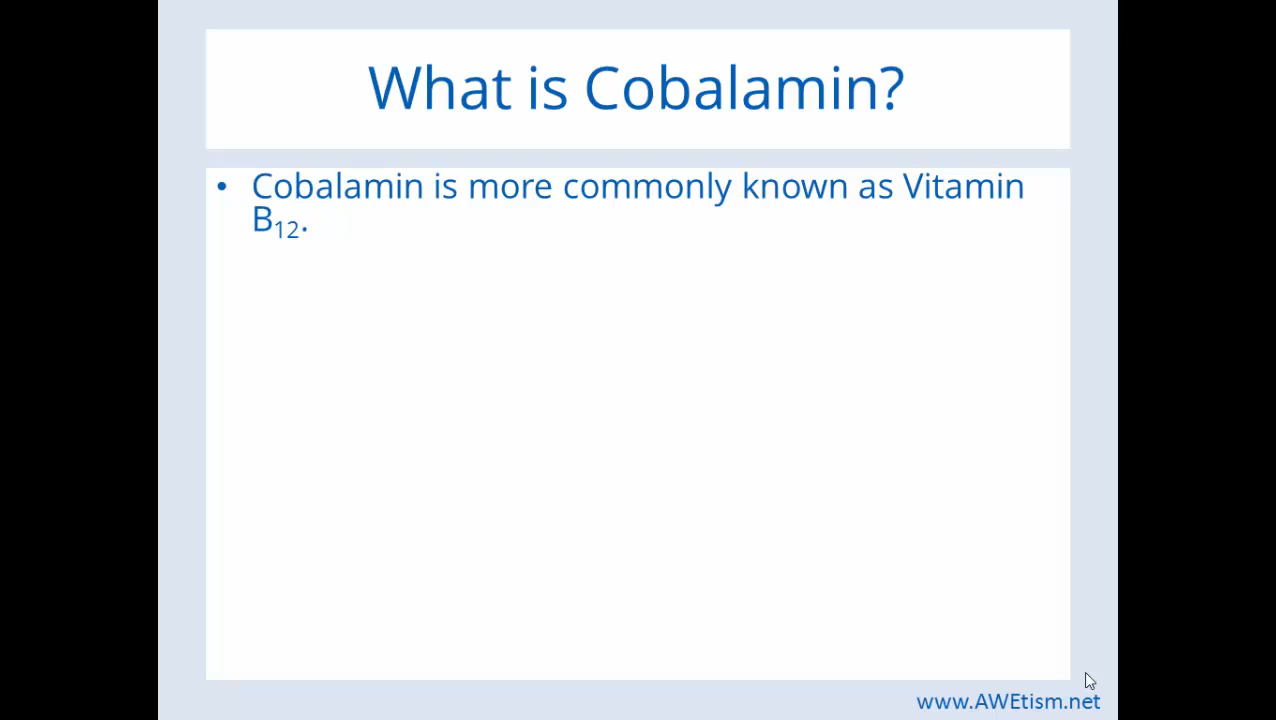 What is Cobalamin?
• Cobalamin is more commonly known as Vitamin
B₁₂.
www.AWEtism.net